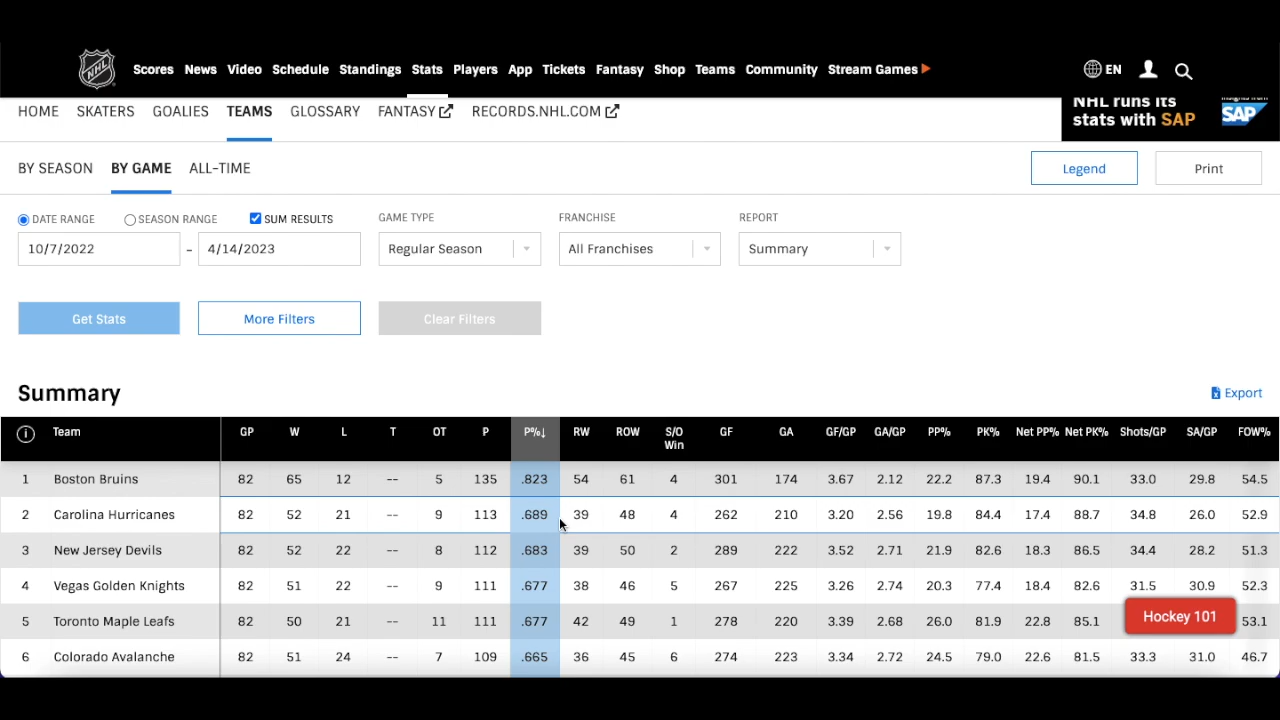 NHL Scores News Video Schedule Standings Stats Players App Tickets Fantasy Shop Teams Community Stream Games EN
HOME SKATERS GOALIES TEAMS GLOSSARY FANTASY RECORDS.NHL.COM
NHL runs its
stats with SAP SAP
BY SEASON BY GAME ALL-TIME Legend Print
DATE RANGE SEASON RANGE SUM RESULTS GAME TYPE FRANCHISE REPORT
10/7/2022 – 4/14/2023 Regular Season All Franchises Summary
Get Stats More Filters Clear Filters
Summary Export
i Team GP W L T OT P P%↓ RW ROW S/O Win GF GA GF/GP GA/GP PP% PK% Net PP% Net PK% Shots/GP SA/GP FOW%
1 Boston Bruins 82 65 12 -- 5 135 .823 54 61 4 301 174 3.67 2.12 22.2 87.3 19.4 90.1 33.0 29.8 54.5
2 Carolina Hurricanes 82 52 21 -- 9 113 .689 39 48 4 262 210 3.20 2.56 19.8 84.4 17.4 88.7 34.8 26.0 52.9
3 New Jersey Devils 82 52 22 -- 8 112 .683 39 50 2 289 222 3.52 2.71 21.9 82.6 18.3 86.5 34.4 28.2 51.3
4 Vegas Golden Knights 82 51 22 -- 9 111 .677 38 46 5 267 225 3.26 2.74 20.3 77.4 18.4 82.6 31.5 30.9 52.3
5 Toronto Maple Leafs 82 50 21 -- 11 111 .677 42 49 1 278 220 3.39 2.68 26.0 81.9 22.8 85.1 Hockey 101 53.1
6 Colorado Avalanche 82 51 24 -- 7 109 .665 36 45 6 274 223 3.34 2.72 24.5 79.0 22.6 81.5 33.3 31.0 46.7